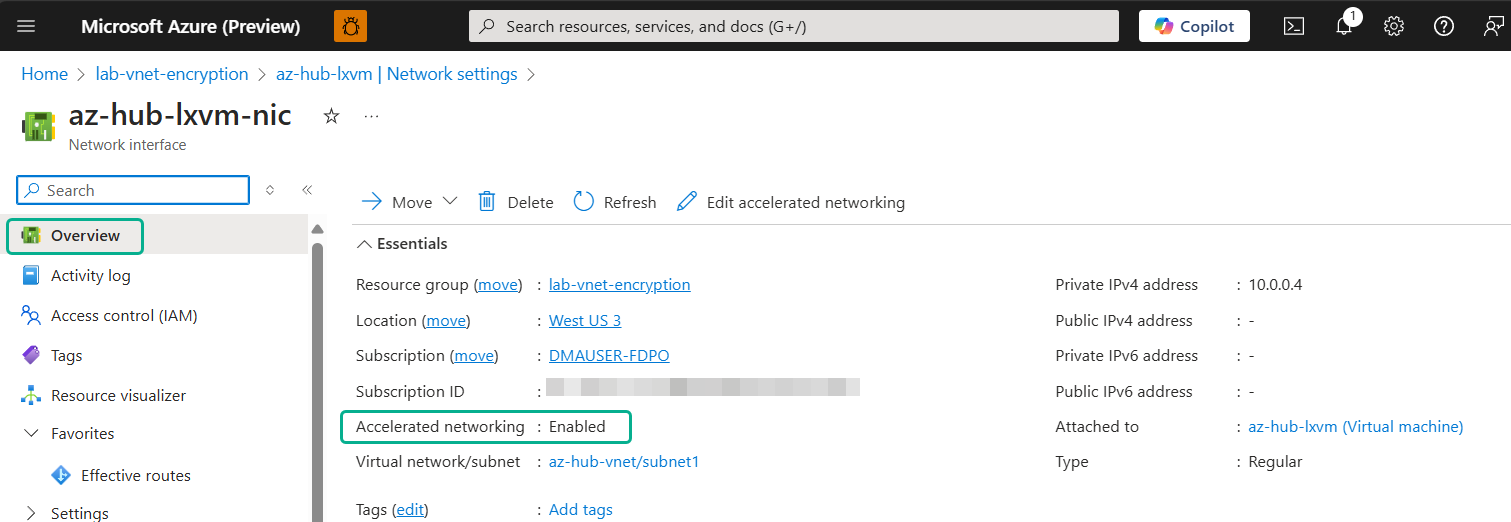 Microsoft Azure (Preview) Search resources, services, and docs (G+/) Copilot 1
Home > lab-vnet-encryption > az-hub-lxvm | Network settings >
az-hub-lxvm-nic ...
Network interface
Search
Move Delete Refresh Edit accelerated networking
Overview
Activity log
Access control (IAM)
Tags
Resource visualizer
Favorites
Effective routes
Settings
Essentials
Resource group (move) : lab-vnet-encryption
Location (move) : West US 3
Subscription (move) : DMAUSER-FDPO
Subscription ID :
Accelerated networking : Enabled
Virtual network/subnet : az-hub-vnet/subnet1
Private IPv4 address : 10.0.0.4
Public IPv4 address : -
Private IPv6 address : -
Public IPv6 address : -
Attached to : az-hub-lxvm (Virtual machine)
Type : Regular
Tags (edit) : Add tags